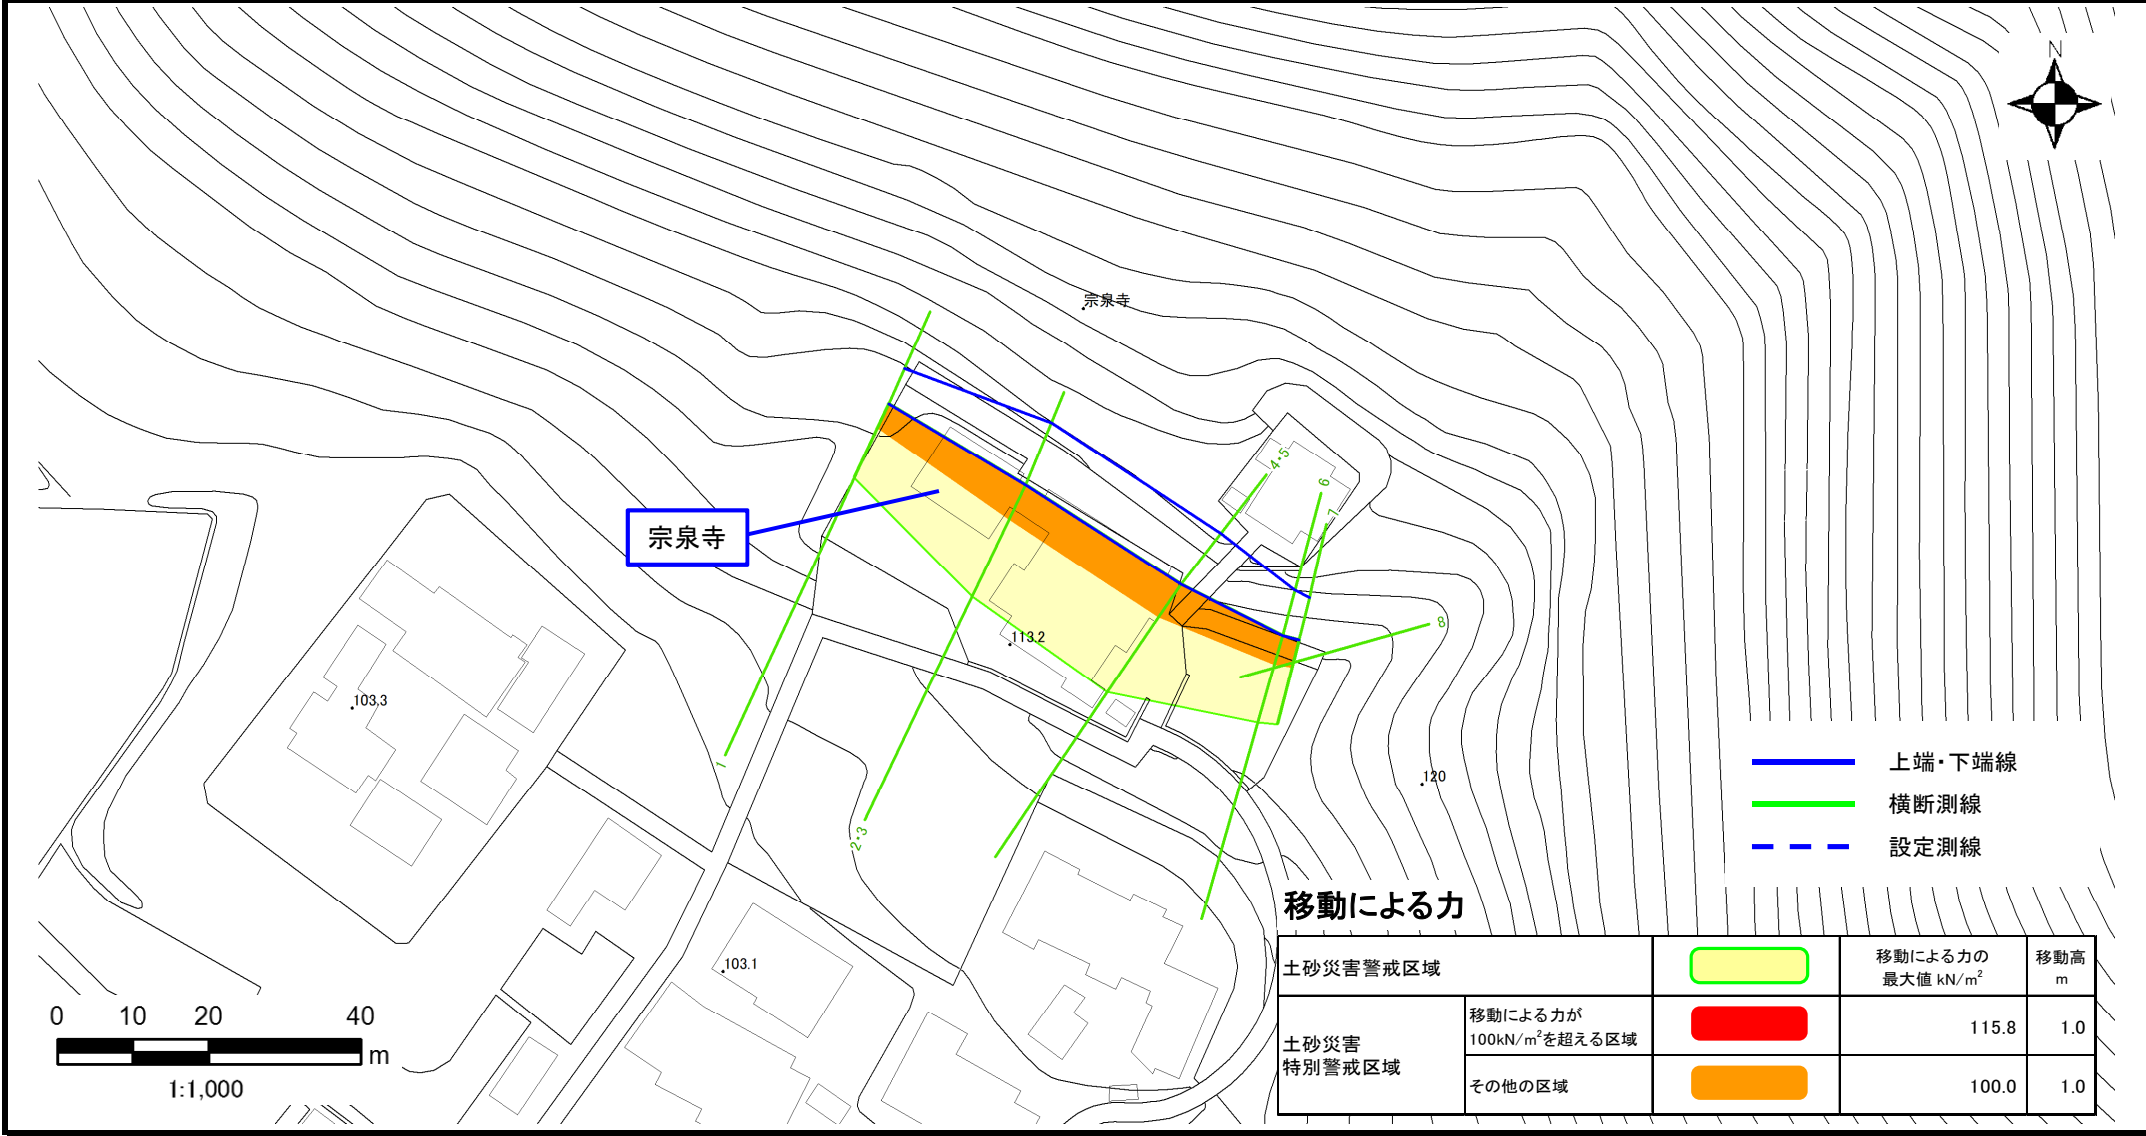 N
宗泉寺
4・5
6
7
宗泉寺
8
113.2
103.3
1
120
2・3
上端・下端線
横断測線
設定測線
103.1
移動による力
土砂災害警戒区域
移動による力の
最大値 kN/m²
移動高
m
土砂災害
特別警戒区域
移動による力が
100kN/m²を超える区域
115.8
1.0
その他の区域
100.0
1.0
0 10 20 40
m
1:1,000